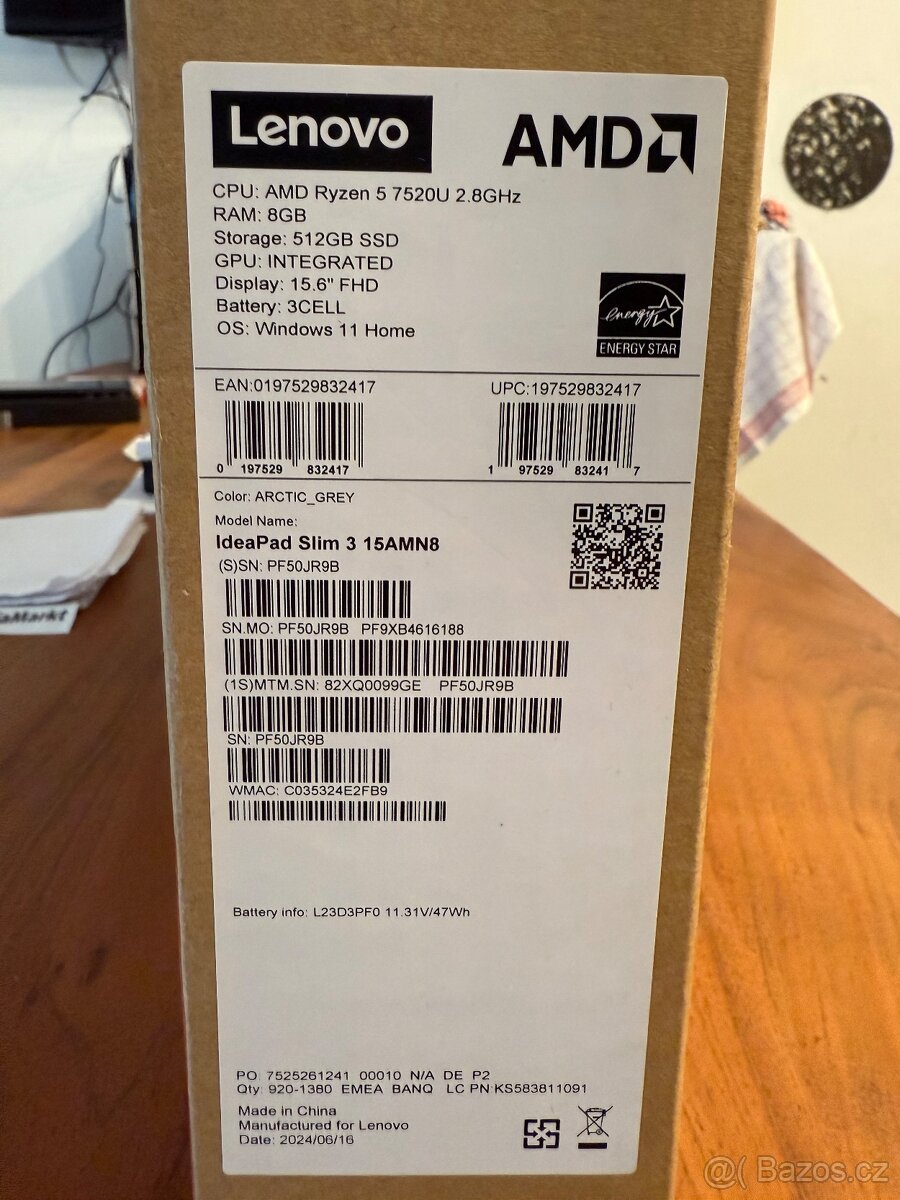 Lenovo
AMD
CPU: AMD Ryzen 5 7520U 2.8GHz
RAM: 8GB
Storage: 512GB SSD
GPU: INTEGRATED
Display: 15.6" FHD
Battery: 3CELL
OS: Windows 11 Home
energy
ENERGY STAR
EAN:0197529832417
UPC:197529832417
0 197529 832417
1 97529 83241 7
Color: ARCTIC_GREY
Model Name:
IdeaPad Slim 3 15AMN8
(S)SN: PF50JR9B
SN.MO: PF50JR9B PF9XB4616188
(1S)MTM.SN: 82XQ0099GE PF50JR9B
SN: PF50JR9B
WMAC: C035324E2FB9
Battery info: L23D3PF0 11.31V/47Wh
PO 7525261241 00010 N/A DE P2
Qty: 920-1380 EMEA BANQ LC PN:KS583811091
Made in China
Manufactured for Lenovo
Date: 2024/06/16
Bazos.cz